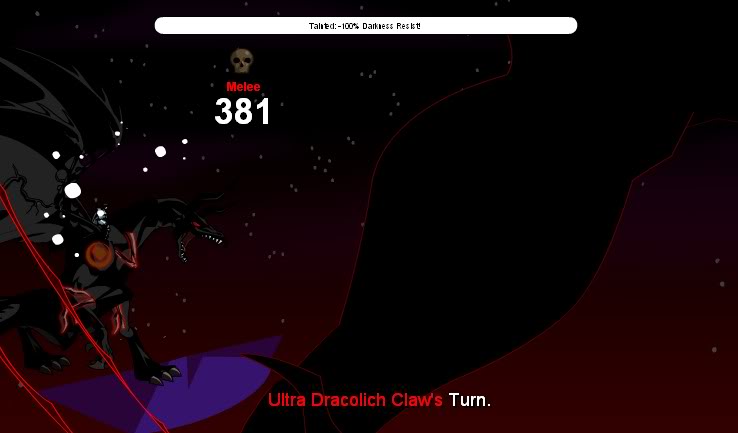 Tainted: -100% Darkness Resist!
Melee
381
Ultra Dracolich Claw's Turn.